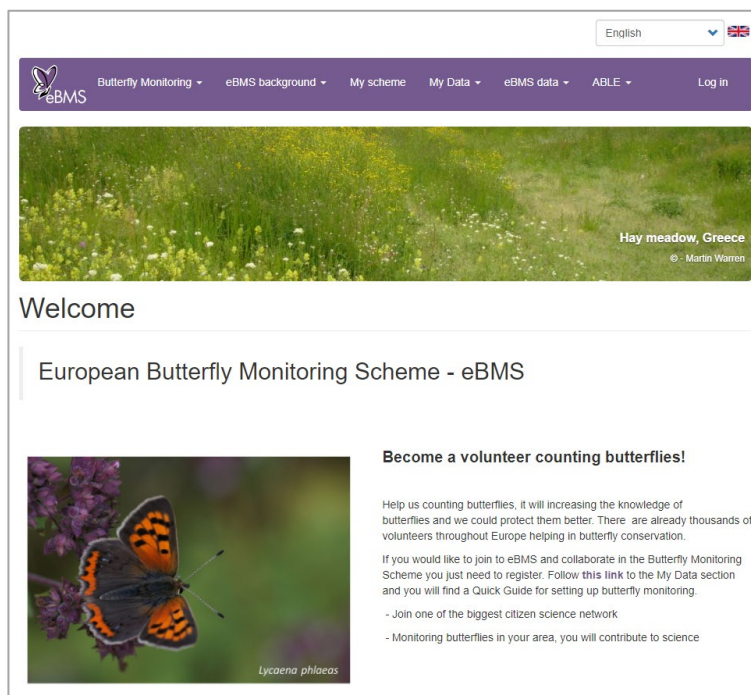 English
eBMS
Butterfly Monitoring
eBMS background
My scheme
My Data
eBMS data
ABLE
Log in
Hay meadow, Greece
© - Martin Warren
Welcome
European Butterfly Monitoring Scheme - eBMS
Become a volunteer counting butterflies!
Help us counting butterflies, it will increasing the knowledge of
butterflies and we could protect them better. There are already thousands of
volunteers throughout Europe helping in butterfly conservation.
If you would like to join to eBMS and collaborate in the Butterfly Monitoring
Scheme you just need to register. Follow this link to the My Data section
and you will find a Quick Guide for setting up butterfly monitoring.
- Join one of the biggest citizen science network
- Monitoring butterflies in your area, you will contribute to science
Lycaena phlaeas